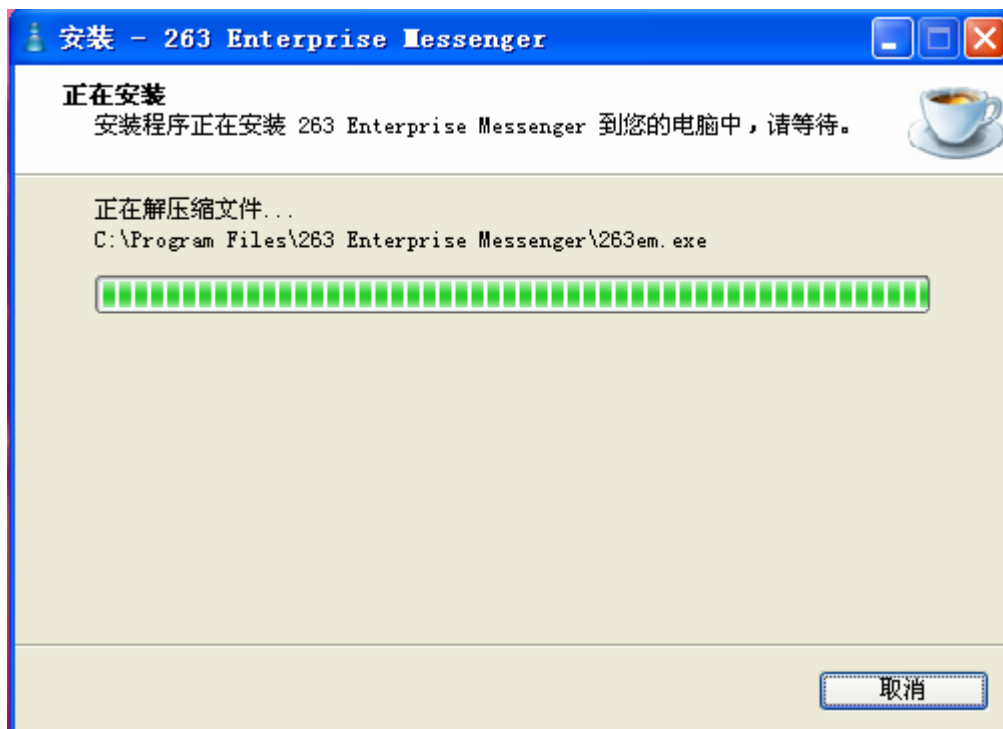 安装 - 263 Enterprise Messenger
正在安装
安装程序正在安装 263 Enterprise Messenger 到您的电脑中，请等待。
正在解压缩文件...
C:\Program Files\263 Enterprise Messenger\263em.exe
取消